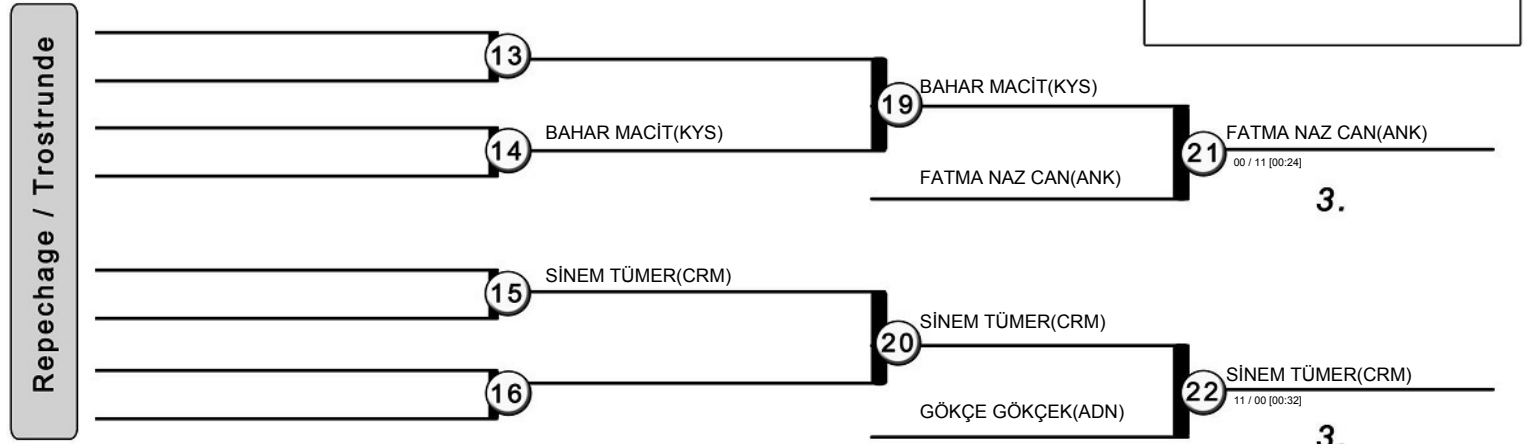 Repechage / Trostrunde
13
BAHAR MACİT(KYS)
19
BAHAR MACİT(KYS)
14
FATMA NAZ CAN(ANK)
21
FATMA NAZ CAN(ANK)
00 / 11 [00:24]
3.
SİNEM TÜMER(CRM)
15
SİNEM TÜMER(CRM)
20
16
GÖKÇE GÖKÇEK(ADN)
22
SİNEM TÜMER(CRM)
11 / 00 [00:32]
3.